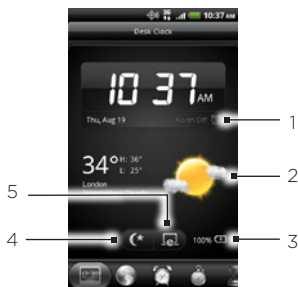 3G 10:37 AM
Desk Clock
10 37 AM
Thu, Aug 19 Alarm Off
1
34° H: 36°
L: 25°
London
2
5
4
100%
3